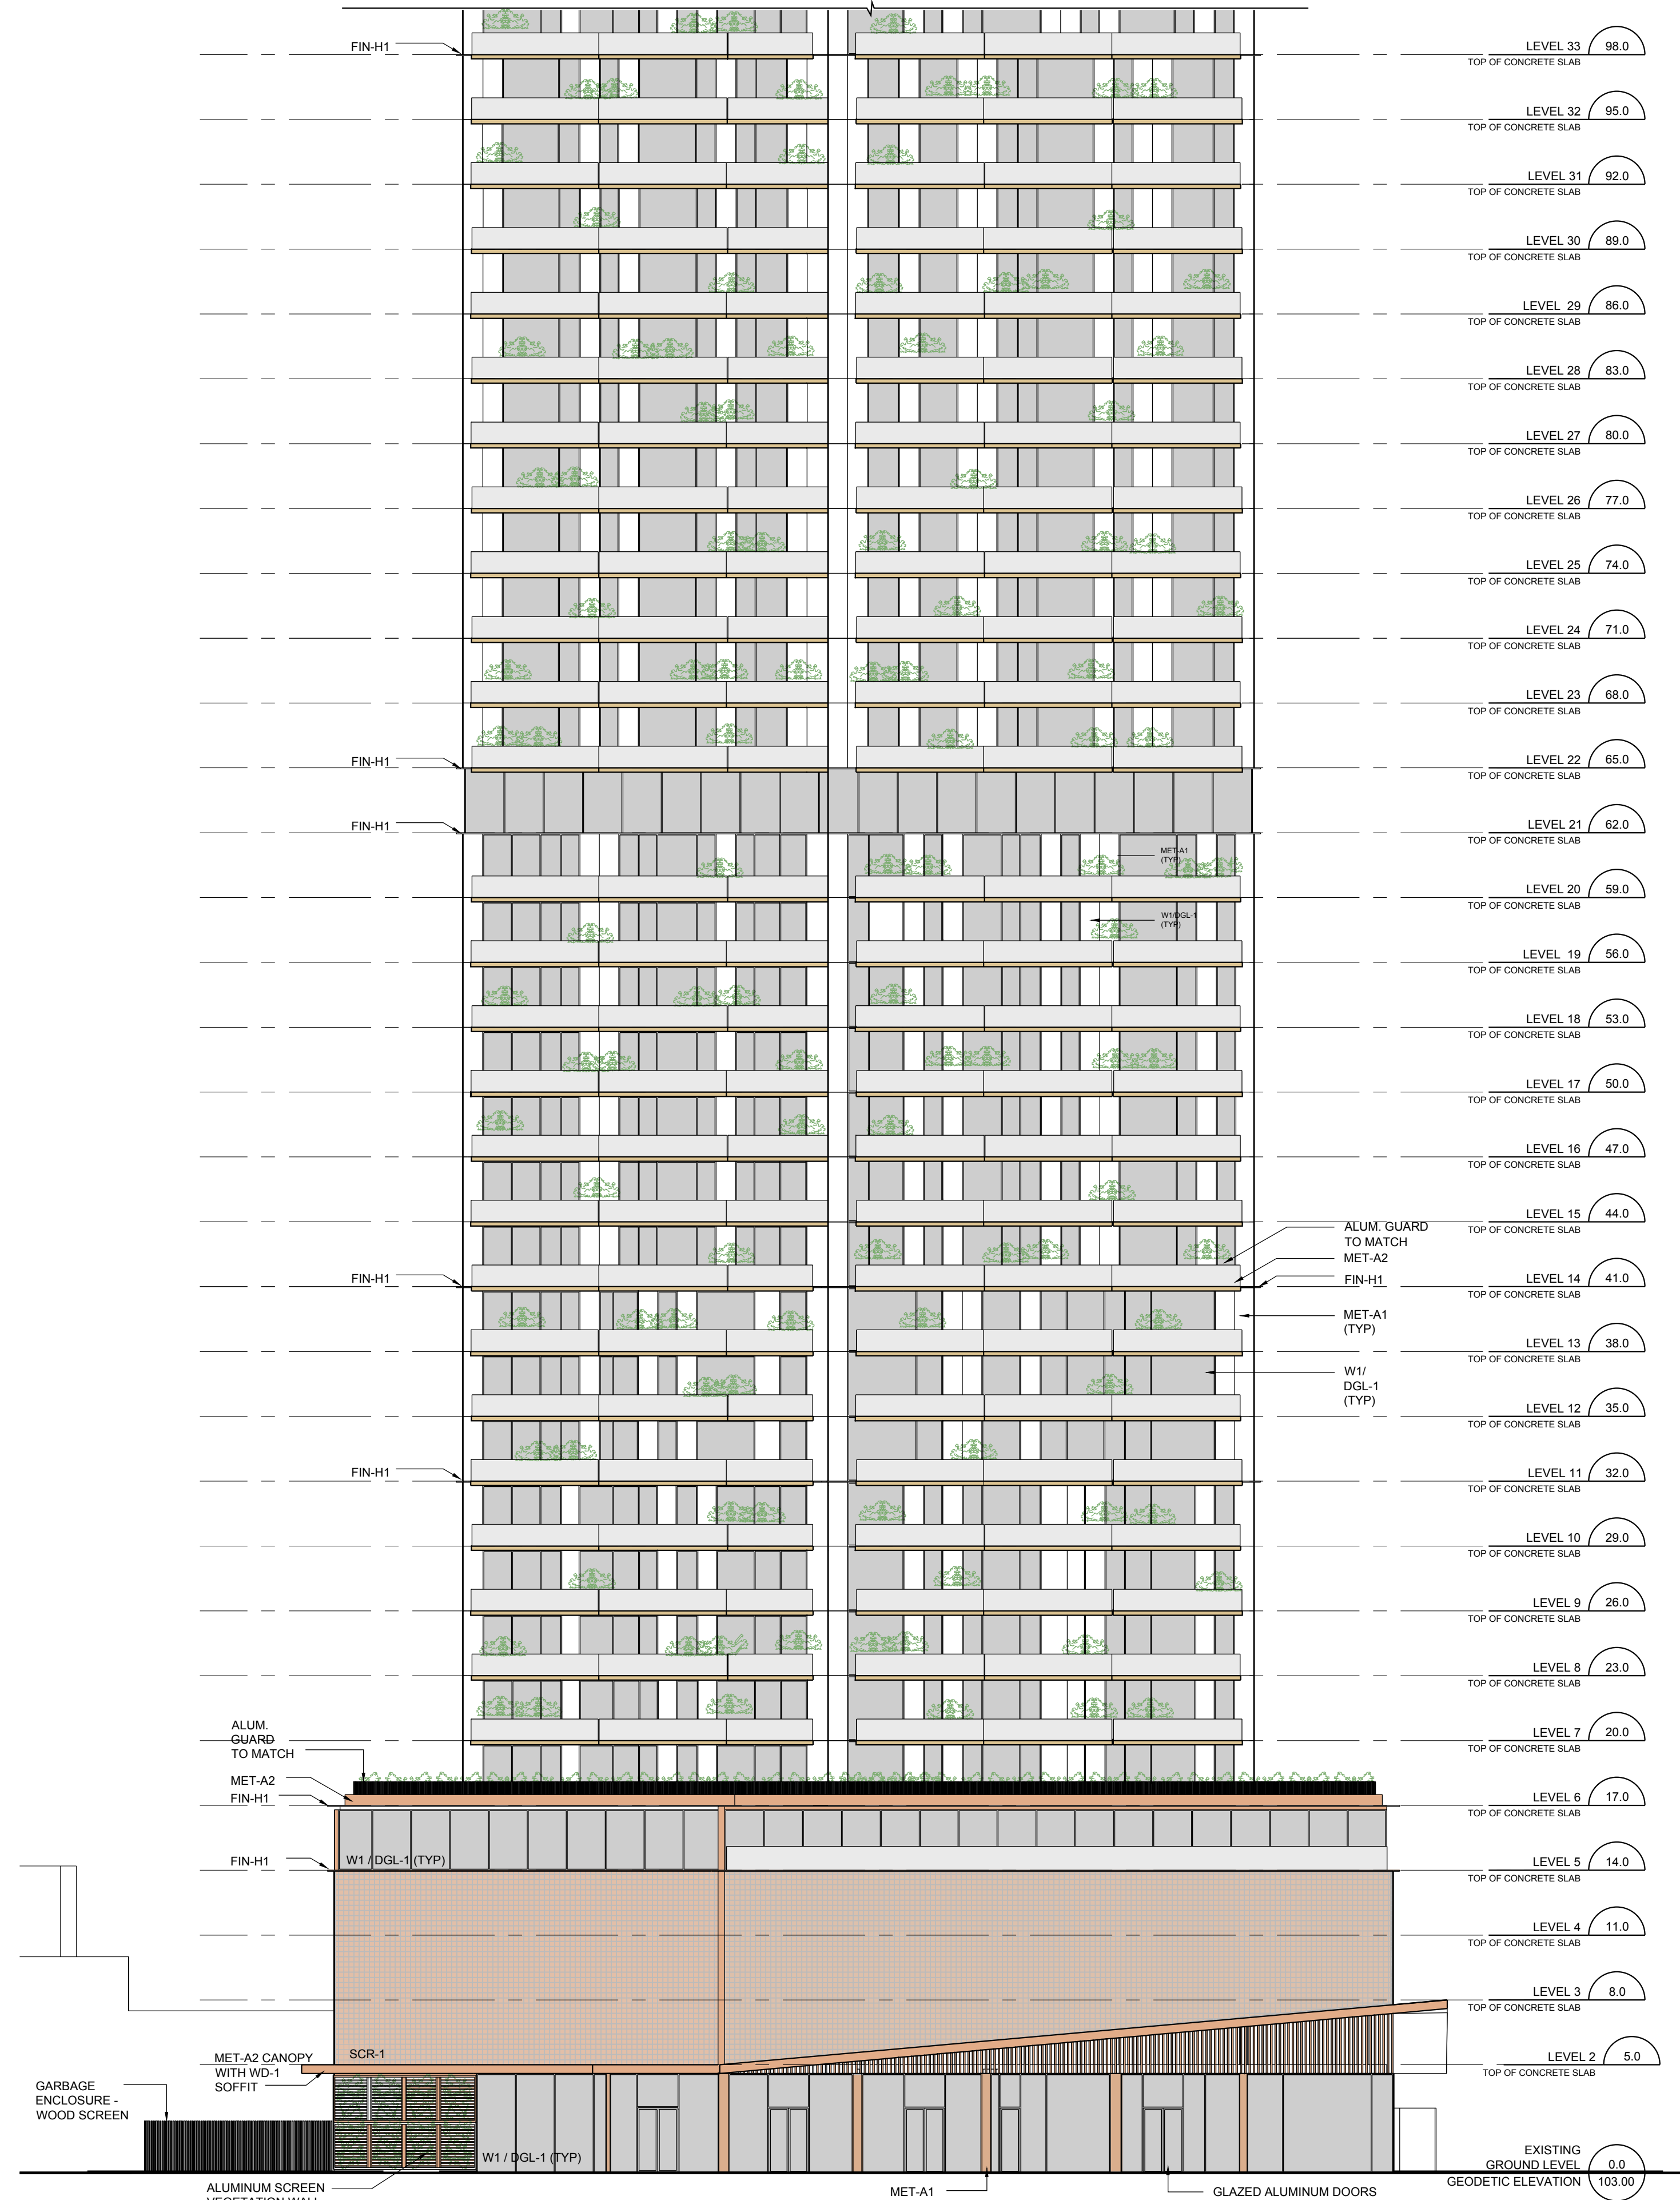 FIN-H1
LEVEL 33 98.0
TOP OF CONCRETE SLAB
LEVEL 32 95.0
TOP OF CONCRETE SLAB
LEVEL 31 92.0
TOP OF CONCRETE SLAB
LEVEL 30 89.0
TOP OF CONCRETE SLAB
LEVEL 29 86.0
TOP OF CONCRETE SLAB
LEVEL 28 83.0
TOP OF CONCRETE SLAB
LEVEL 27 80.0
TOP OF CONCRETE SLAB
LEVEL 26 77.0
TOP OF CONCRETE SLAB
LEVEL 25 74.0
TOP OF CONCRETE SLAB
LEVEL 24 71.0
TOP OF CONCRETE SLAB
LEVEL 23 68.0
TOP OF CONCRETE SLAB
FIN-H1
LEVEL 22 65.0
TOP OF CONCRETE SLAB
FIN-H1
LEVEL 21 62.0
TOP OF CONCRETE SLAB
MET-A1
(TYP)
LEVEL 20 59.0
TOP OF CONCRETE SLAB
W1/DGL-1
(TYP)
LEVEL 19 56.0
TOP OF CONCRETE SLAB
LEVEL 18 53.0
TOP OF CONCRETE SLAB
LEVEL 17 50.0
TOP OF CONCRETE SLAB
LEVEL 16 47.0
TOP OF CONCRETE SLAB
LEVEL 15 44.0
TOP OF CONCRETE SLAB
ALUM. GUARD
TO MATCH
MET-A2
FIN-H1
FIN-H1
LEVEL 14 41.0
TOP OF CONCRETE SLAB
MET-A1
(TYP)
LEVEL 13 38.0
TOP OF CONCRETE SLAB
W1/
DGL-1
(TYP)
LEVEL 12 35.0
TOP OF CONCRETE SLAB
FIN-H1
LEVEL 11 32.0
TOP OF CONCRETE SLAB
LEVEL 10 29.0
TOP OF CONCRETE SLAB
LEVEL 9 26.0
TOP OF CONCRETE SLAB
LEVEL 8 23.0
TOP OF CONCRETE SLAB
LEVEL 7 20.0
TOP OF CONCRETE SLAB
ALUM.
GUARD
TO MATCH
MET-A2
FIN-H1
LEVEL 6 17.0
TOP OF CONCRETE SLAB
FIN-H1
W1 / DGL-1 (TYP)
LEVEL 5 14.0
TOP OF CONCRETE SLAB
LEVEL 4 11.0
TOP OF CONCRETE SLAB
LEVEL 3 8.0
TOP OF CONCRETE SLAB
SCR-1
MET-A2 CANOPY
WITH WD-1
SOFFIT
LEVEL 2 5.0
TOP OF CONCRETE SLAB
GARBAGE
ENCLOSURE -
WOOD SCREEN
W1 / DGL-1 (TYP)
EXISTING
GROUND LEVEL 0.0
GEODETIC ELEVATION 103.00
ALUMINUM SCREEN
VEGETATION WALL
MET-A1
GLAZED ALUMINUM DOORS